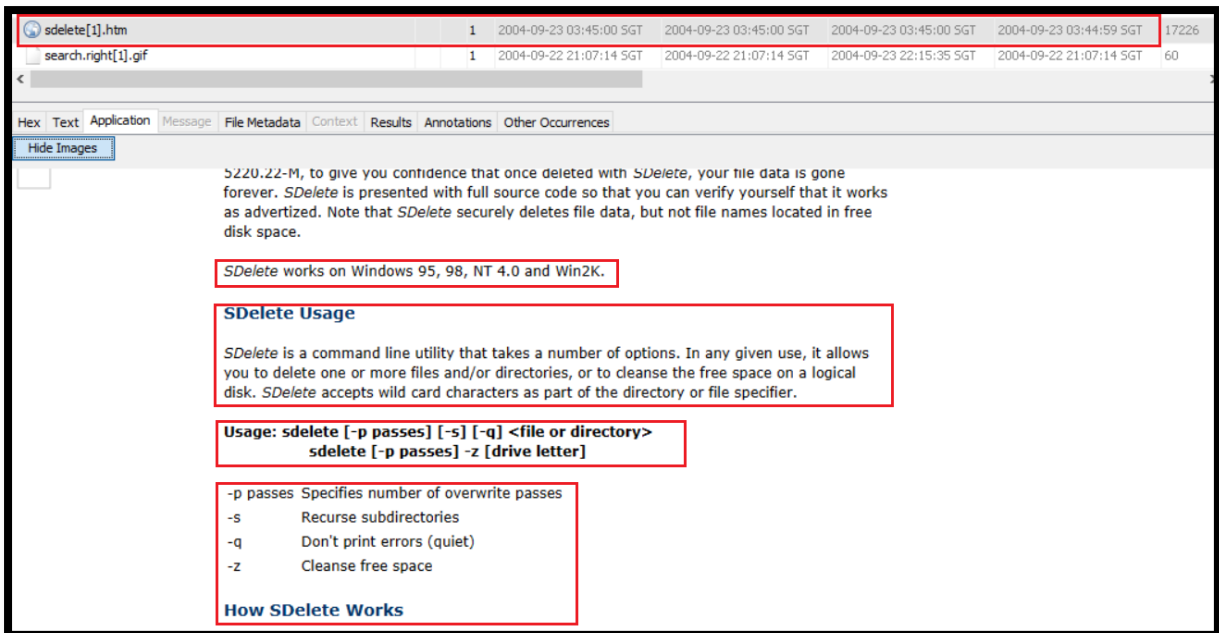 sdelete[1].htm 1 2004-09-23 03:45:00 SGT 2004-09-23 03:45:00 SGT 2004-09-23 03:45:00 SGT 2004-09-23 03:44:59 SGT 17226
search.right[1].gif 1 2004-09-22 21:07:14 SGT 2004-09-22 21:07:14 SGT 2004-09-23 22:15:35 SGT 2004-09-22 21:07:14 SGT 60
Hex Text Application Message File Metadata Context Results Annotations Other Occurrences
Hide Images
5220.22-M, to give you confidence that once deleted with SDelete, your file data is gone
forever. SDelete is presented with full source code so that you can verify yourself that it works
as advertized. Note that SDelete securely deletes file data, but not file names located in free
disk space.
SDelete works on Windows 95, 98, NT 4.0 and Win2K.
SDelete Usage
SDelete is a command line utility that takes a number of options. In any given use, it allows
you to delete one or more files and/or directories, or to cleanse the free space on a logical
disk. SDelete accepts wild card characters as part of the directory or file specifier.
Usage: sdelete [-p passes] [-s] [-q] <file or directory>
sdelete [-p passes] -z [drive letter]
-p passes Specifies number of overwrite passes
-s Recurse subdirectories
-q Don't print errors (quiet)
-z Cleanse free space
How SDelete Works